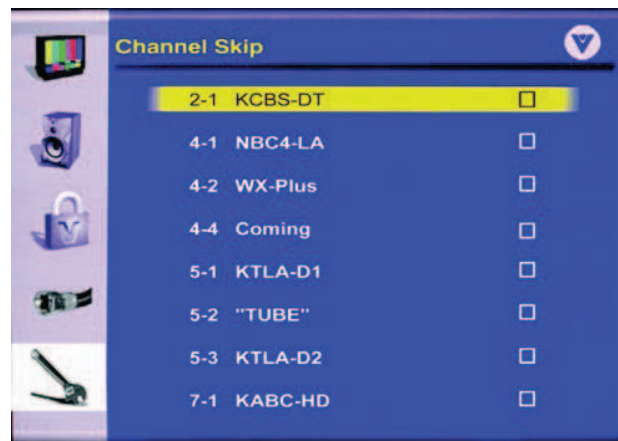 Channel Skip
2-1 KCBS-DT
4-1 NBC4-LA
4-2 WX-Plus
4-4 Coming
5-1 KTLA-D1
5-2 "TUBE"
5-3 KTLA-D2
7-1 KABC-HD